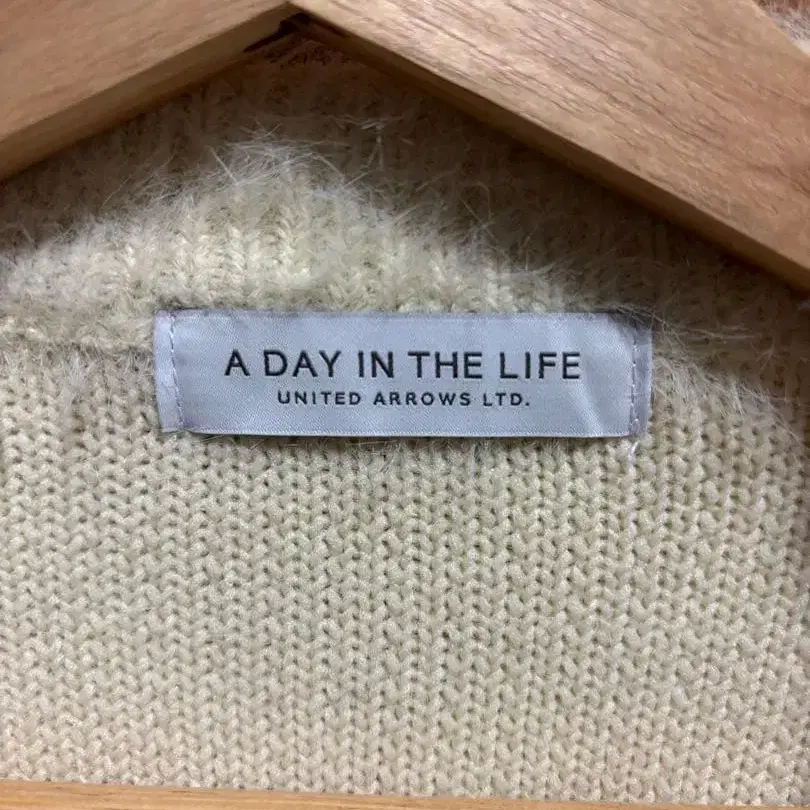 A DAY IN THE LIFE
UNITED ARROWS LTD.